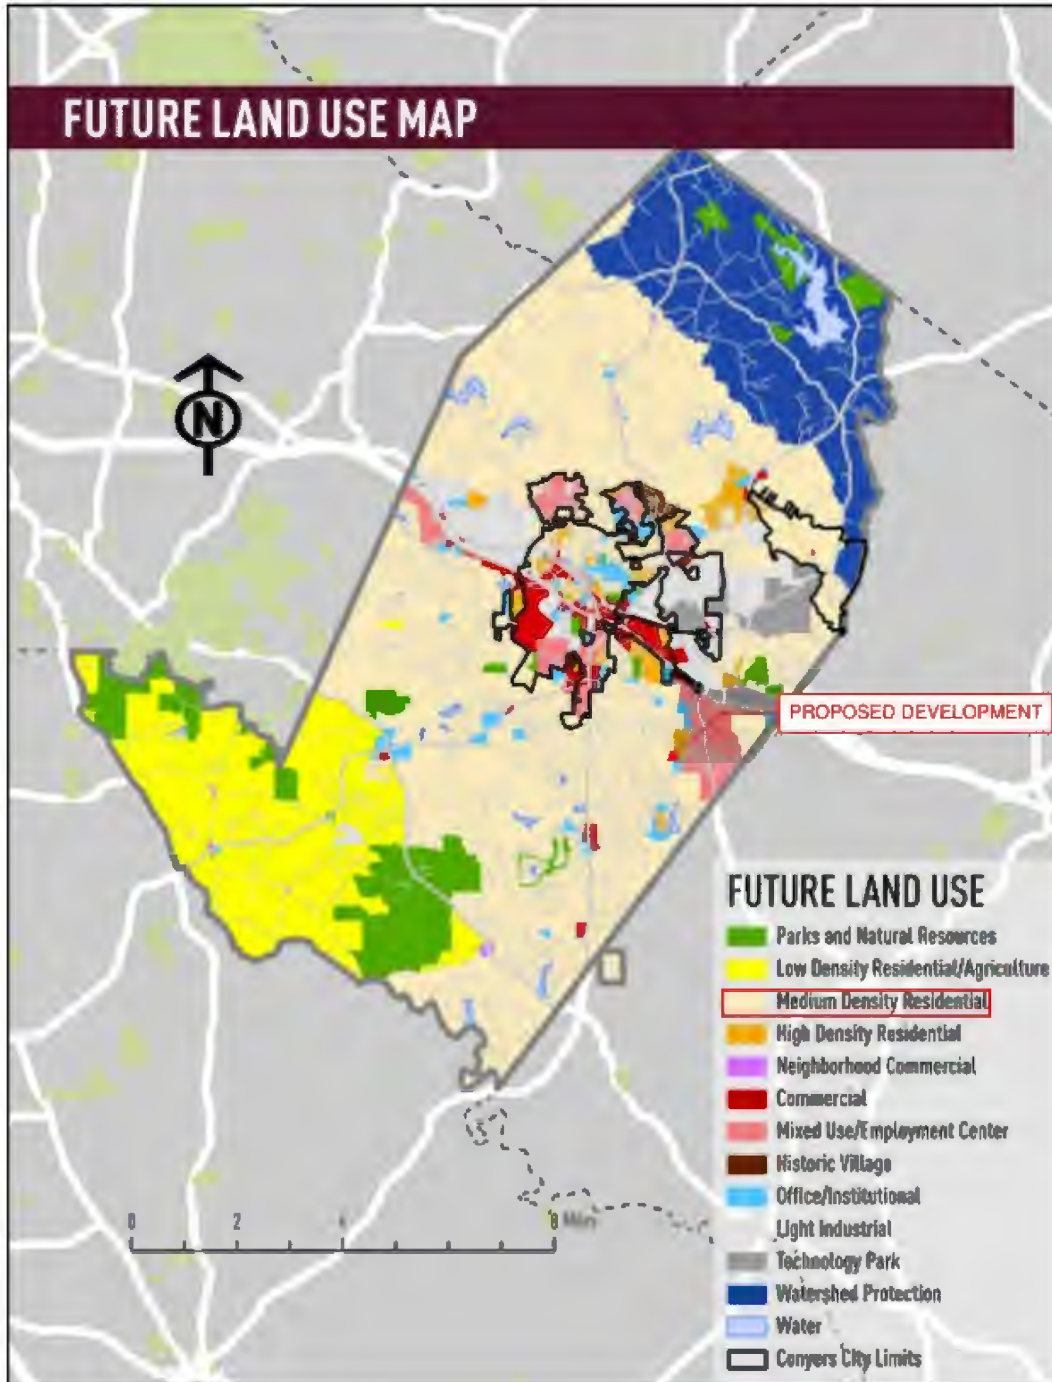 FUTURE LAND USE MAP
N
PROPOSED DEVELOPMENT
FUTURE LAND USE
Parks and Natural Resources
Low Density Residential/Agriculture
Medium Density Residential
High Density Residential
Neighborhood Commercial
Commercial
Mixed Use/Employment Center
Historic Village
Office/Institutional
Light Industrial
Technology Park
Watershed Protection
Water
Conyers City Limits
0 2 4 8 Miles